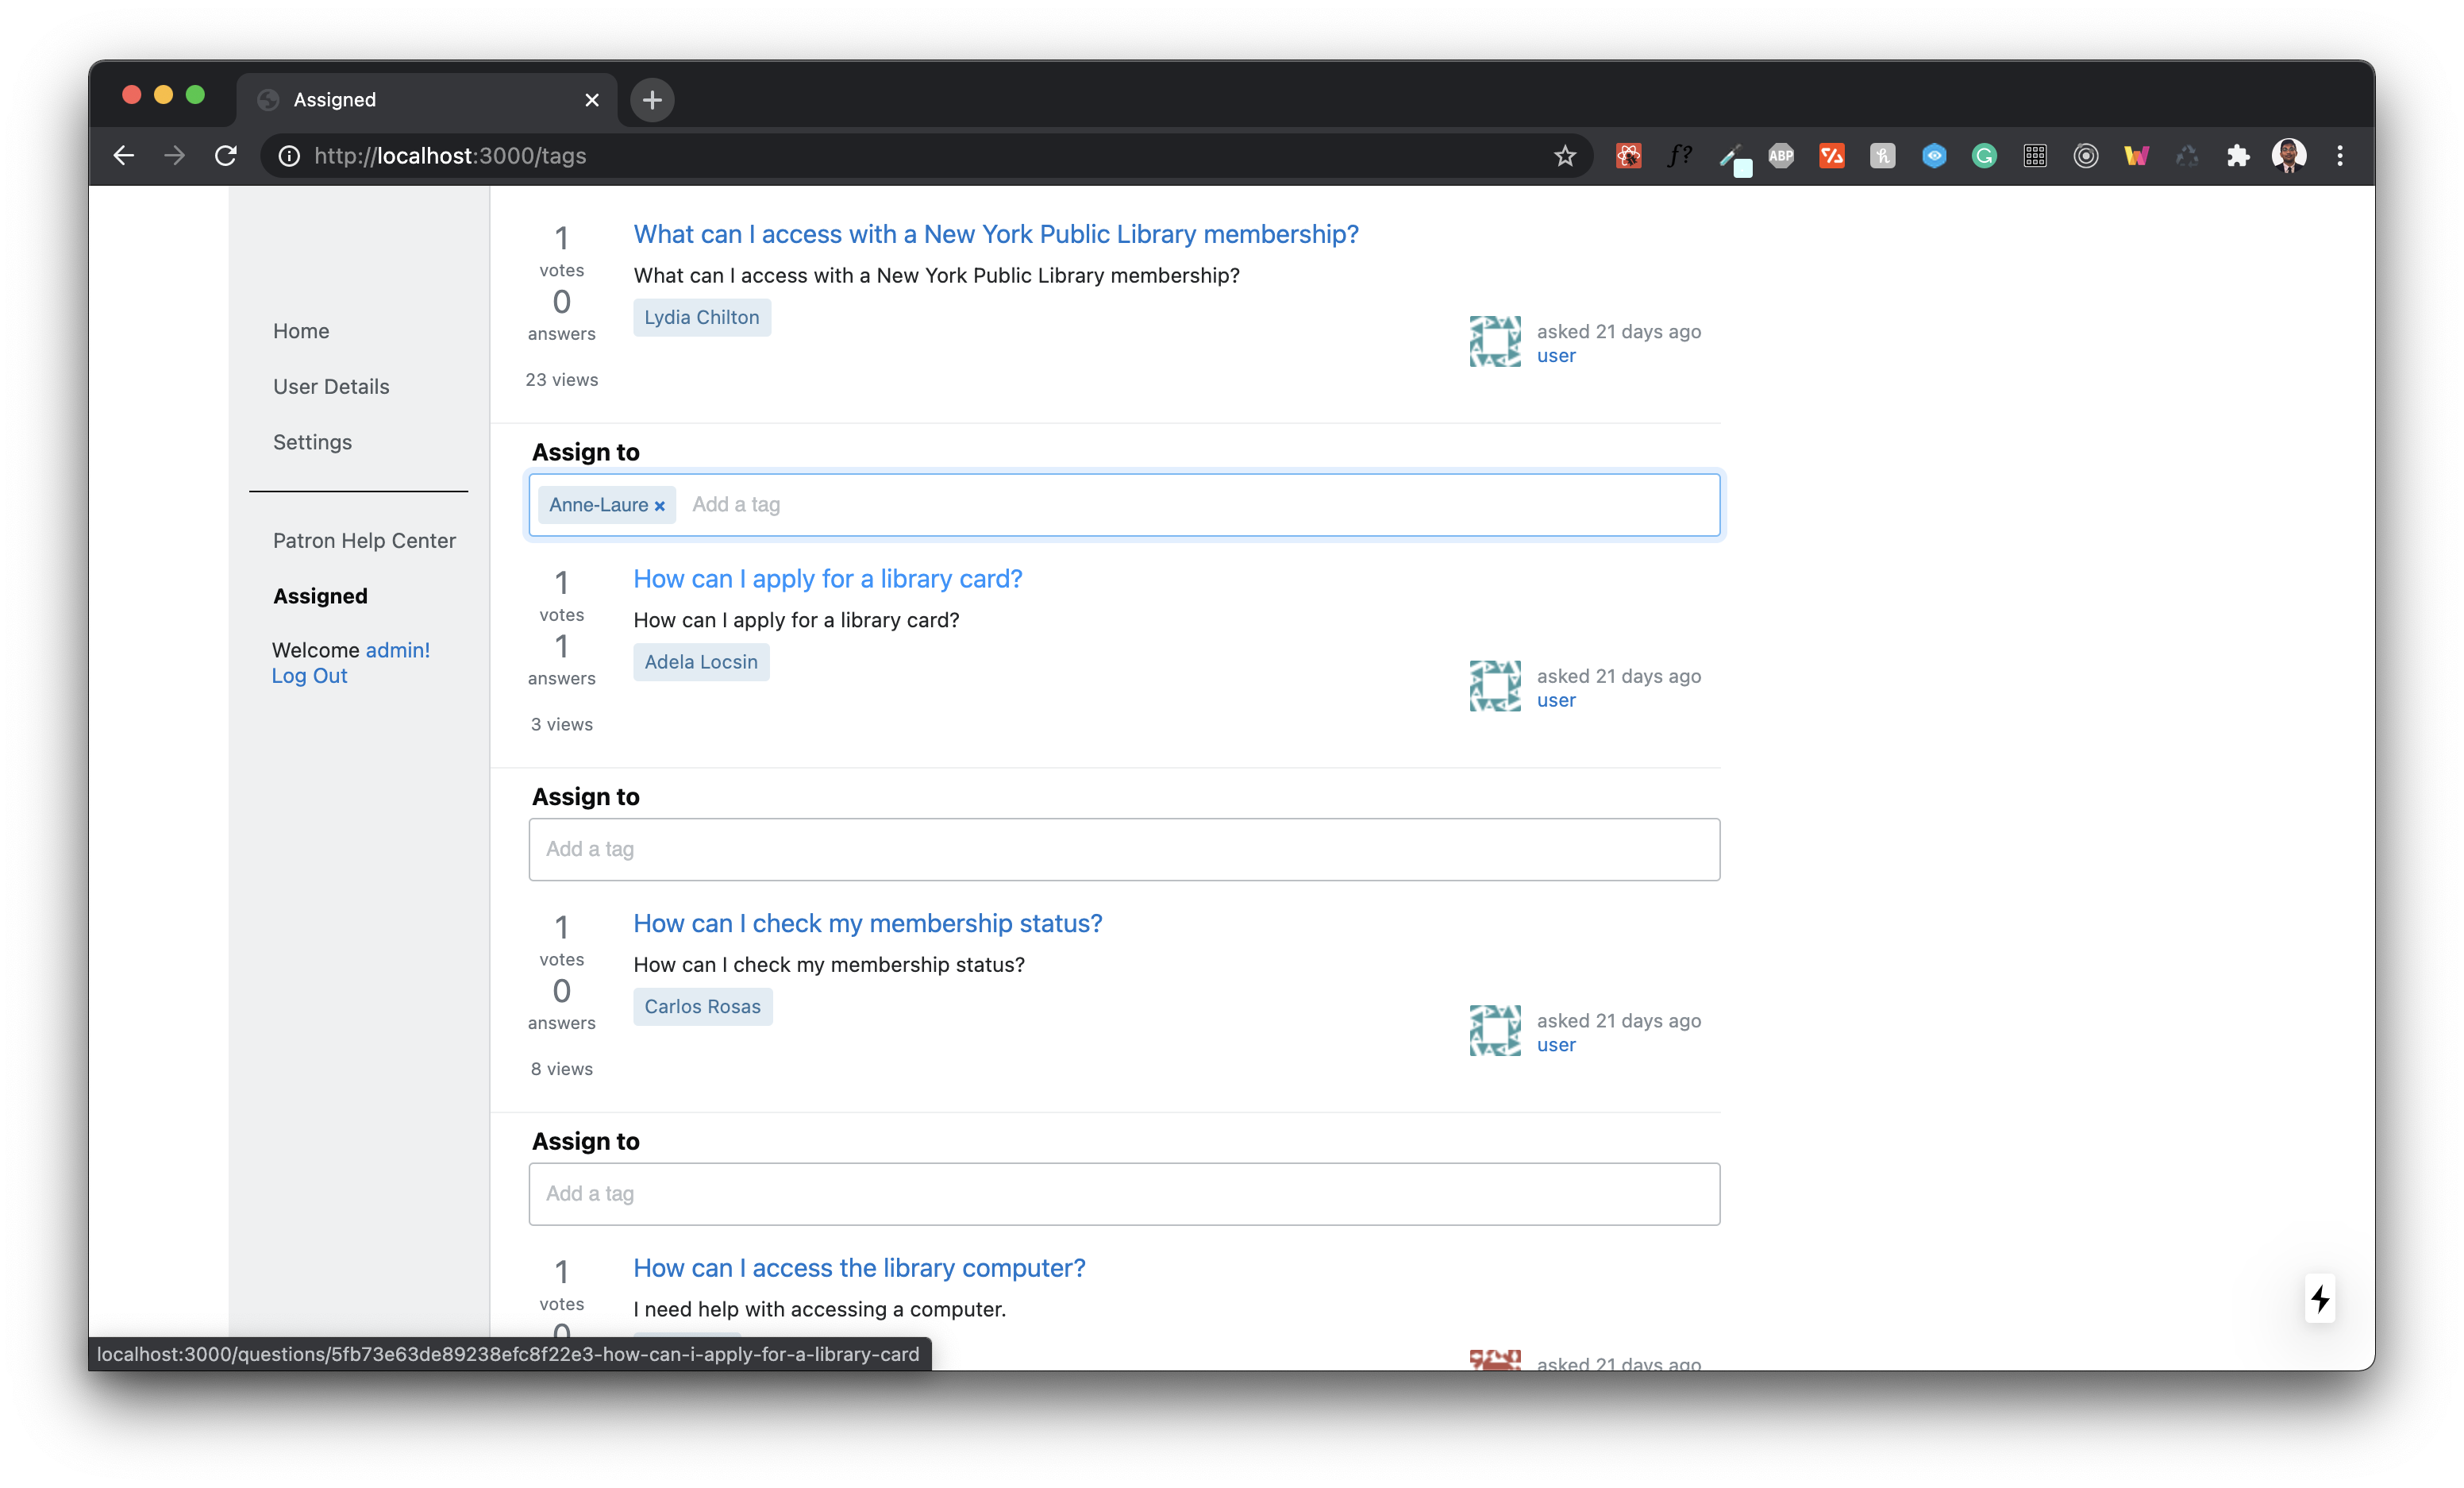 Assigned
http://localhost:3000/tags
f?
ABP
Home
User Details
Settings
Patron Help Center
Assigned
Welcome admin!
Log Out
1
votes
0
answers
23 views
What can I access with a New York Public Library membership?
What can I access with a New York Public Library membership?
Lydia Chilton
asked 21 days ago
user
Assign to
Anne-Laure × Add a tag
1
votes
1
answers
3 views
How can I apply for a library card?
How can I apply for a library card?
Adela Locsin
asked 21 days ago
user
Assign to
Add a tag
1
votes
0
answers
8 views
How can I check my membership status?
How can I check my membership status?
Carlos Rosas
asked 21 days ago
user
Assign to
Add a tag
1
votes
0
How can I access the library computer?
I need help with accessing a computer.
asked 21 days ago
localhost:3000/questions/5fb73e63de89238efc8f22e3-how-can-i-apply-for-a-library-card